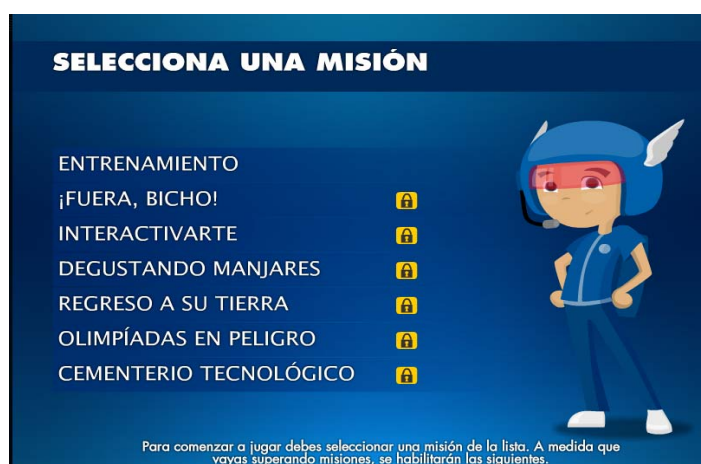 SELECCIONA UNA MISIÓN
ENTRENAMIENTO
¡FUERA, BICHO!
INTERACTIVARTE
DEGUSTANDO MANJARES
REGRESO A SU TIERRA
OLIMPÍADAS EN PELIGRO
CEMENTERIO TECNOLÓGICO
Para comenzar a jugar debes seleccionar una misión de la lista. A medida que
vayas superando misiones, se habilitarán las siguientes.